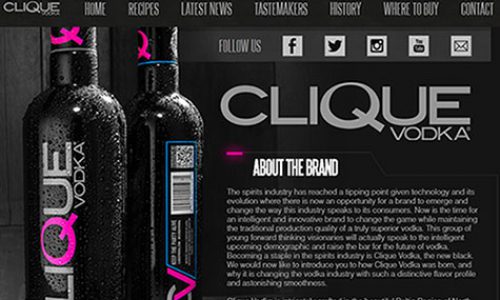 CLIQUE VODKA HOME RECIPES LATEST NEWS TASTEMAKERS HISTORY WHERE TO BUY CONTACT
FOLLOW US
CLIQUE
VODKA
CLIQUE
VODKA
ABOUT THE BRAND
The spirits industry has reached a tipping point given technology and its
evolution where there is now an opportunity for a brand to emerge and
change the way this industry speaks to its consumers. Now is the time for
an intelligent and innovative brand to change the game while maintaining
the traditional production quality of a truly superior vodka. This group of
young forward thinking visionaries will actually speak to the intelligent
upcoming demographic and raise the bar for the future of vodka.
Becoming a staple in the spirits industry is Clique Vodka, the new black.
We would now like to introduce you to how Clique Vodka was born, and
why it is changing the vodka industry with such a distinctive flavor profile
and astonishing smoothness.